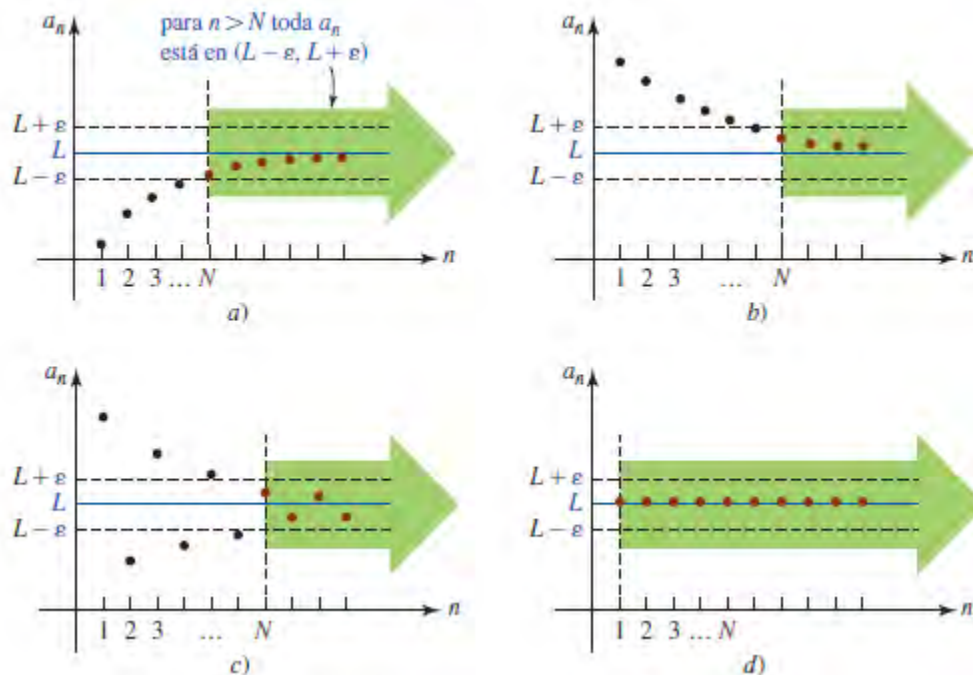 aₙ
para n > N toda aₙ
está en (L − ε, L + ε)
L + ε
L
L − ε
1 2 3 … N
n
a)
aₙ
L + ε
L
L − ε
1 2 3 … N
n
b)
aₙ
L + ε
L
L − ε
1 2 3 … N
n
c)
aₙ
L + ε
L
L − ε
1 2 3 … N
n
d)